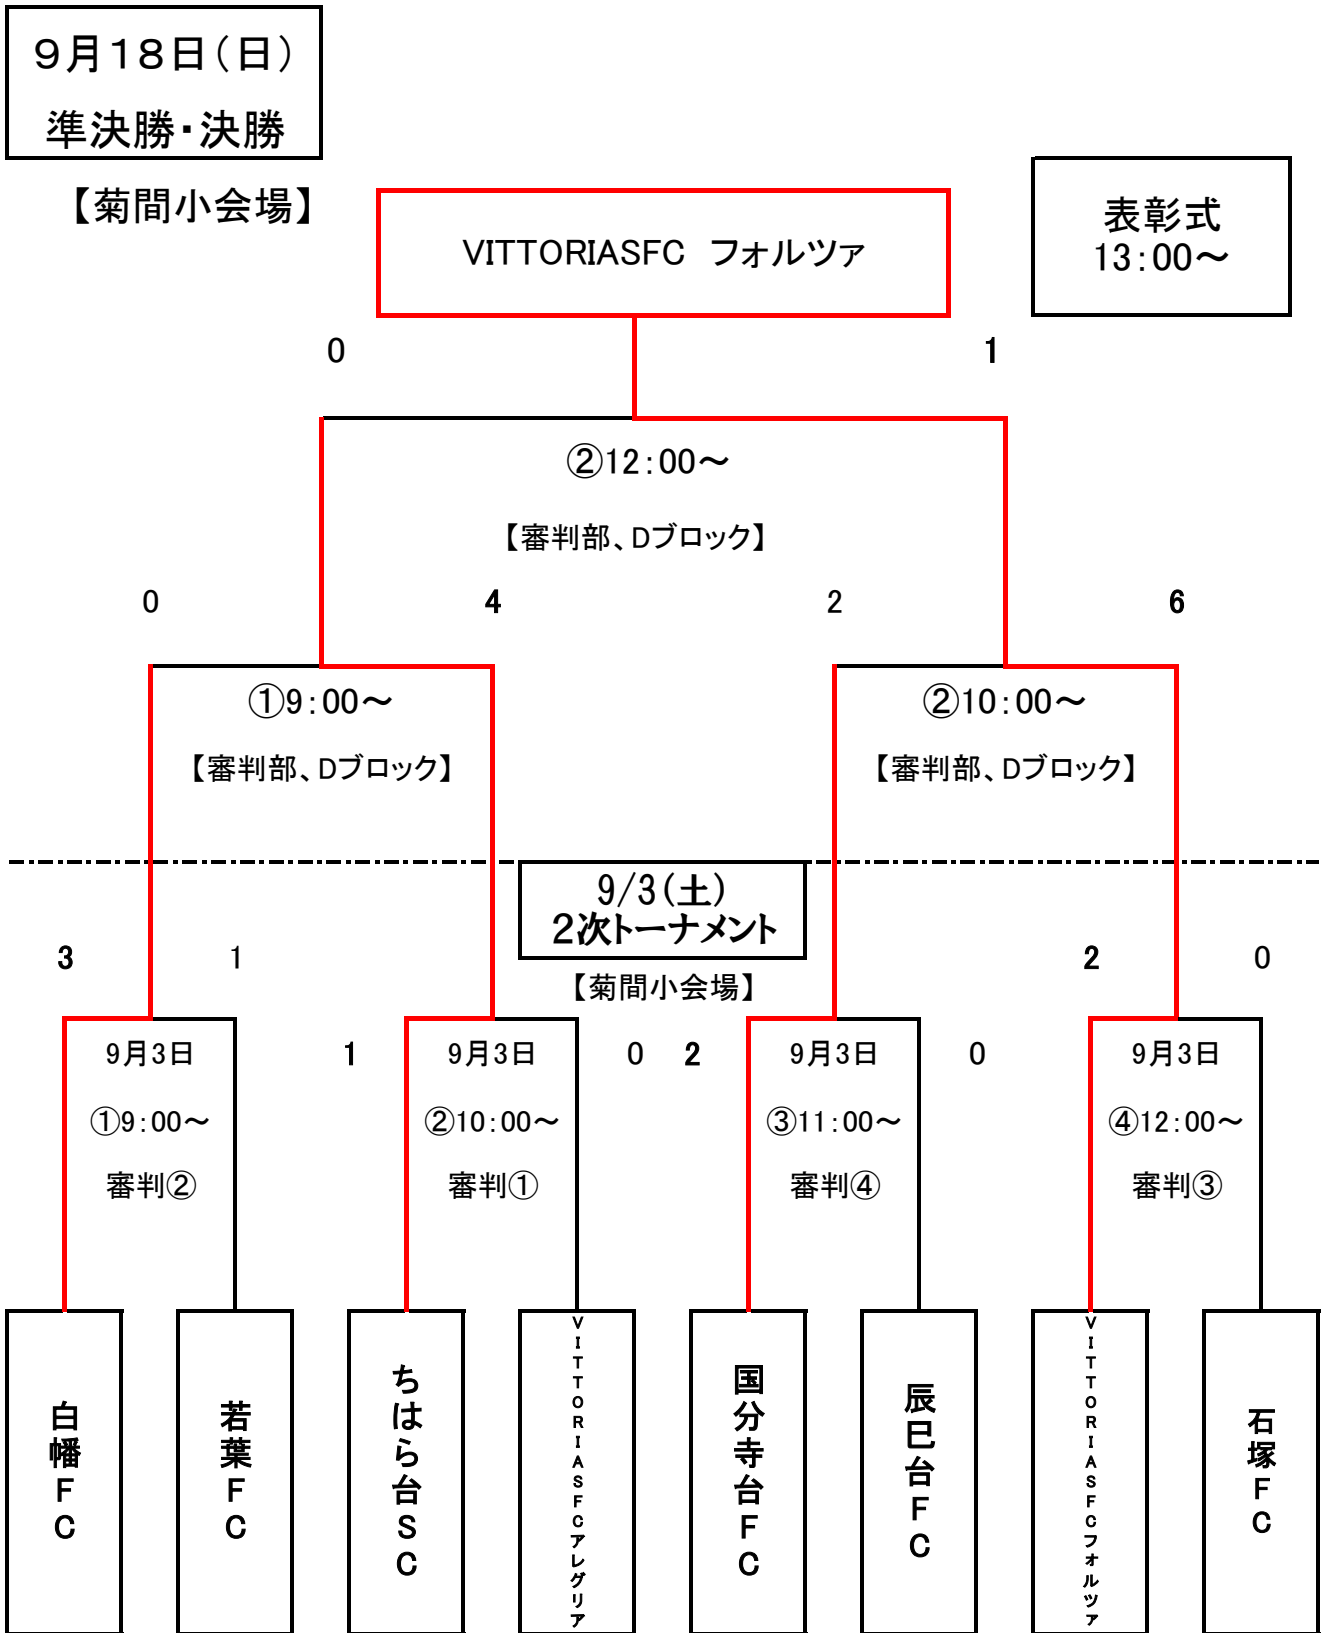 9月18日（日）
準決勝・決勝
【菊間小会場】
VITTORIASFC　フォルツァ
表彰式
13：00～
0
1
②12：00～
【審判部、Dブロック】
0
4
2
6
①9：00～
②10：00～
【審判部、Dブロック】
【審判部、Dブロック】
9/3（土）
2次トーナメント
3
1
2
0
【菊間小会場】
9月3日
1
9月3日
0
2
9月3日
0
9月3日
①9：00～
②10：00～
③11：00～
④12：00～
審判②
審判①
審判④
審判③
白幡FC
若葉FC
ちはら台SC
VITTORIASFCアレグリア
国分寺台FC
辰巳台FC
VITTORIASFCフォルツァ
石塚FC